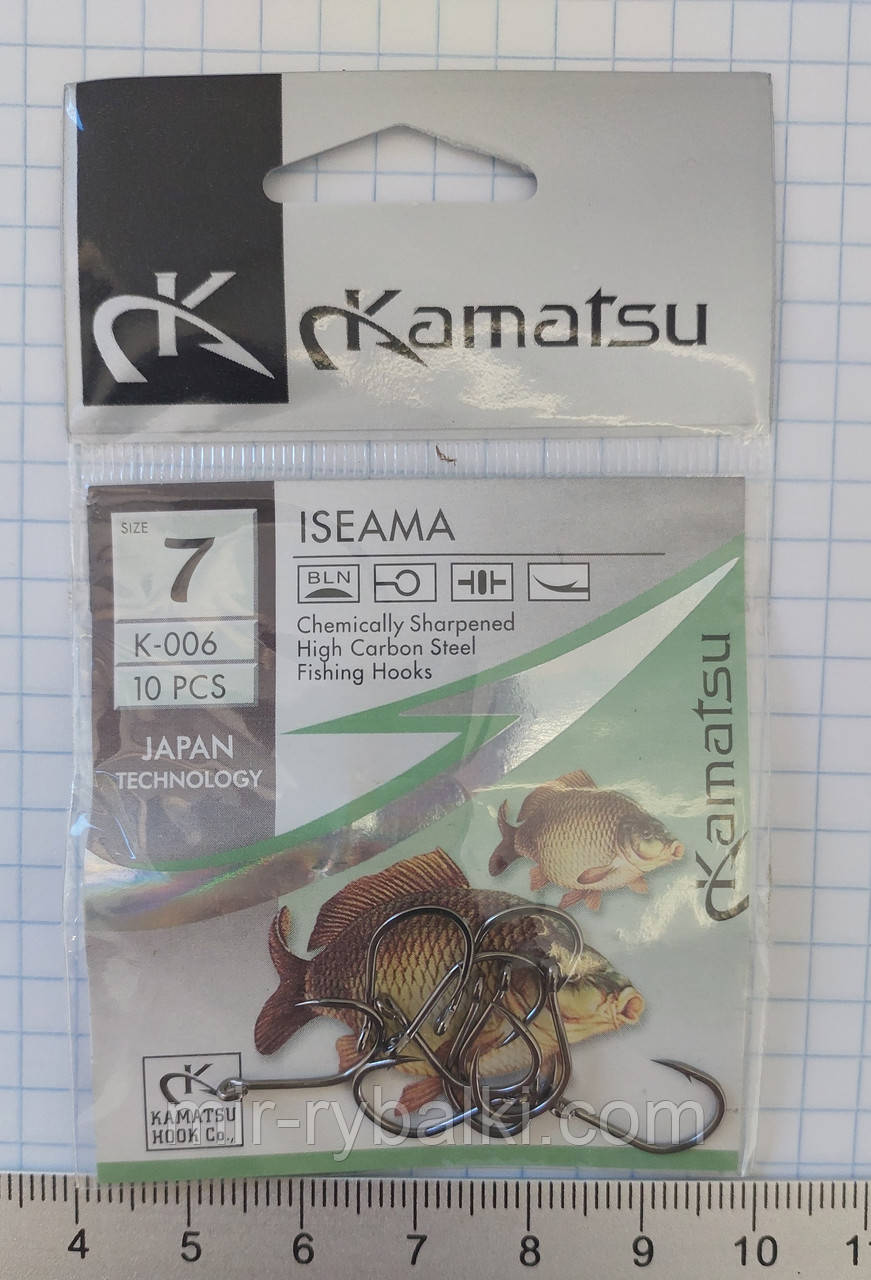 K Kamatsu
SIZE
7
K-006
10 PCS
JAPAN
TECHNOLOGY
ISEAMA
BLN
Chemically Sharpened
High Carbon Steel
Fishing Hooks
Kamatsu
K
KAMATSU
HOOK Co.,
mir-rybalki.com
4 5 6 7 8 9 10 11